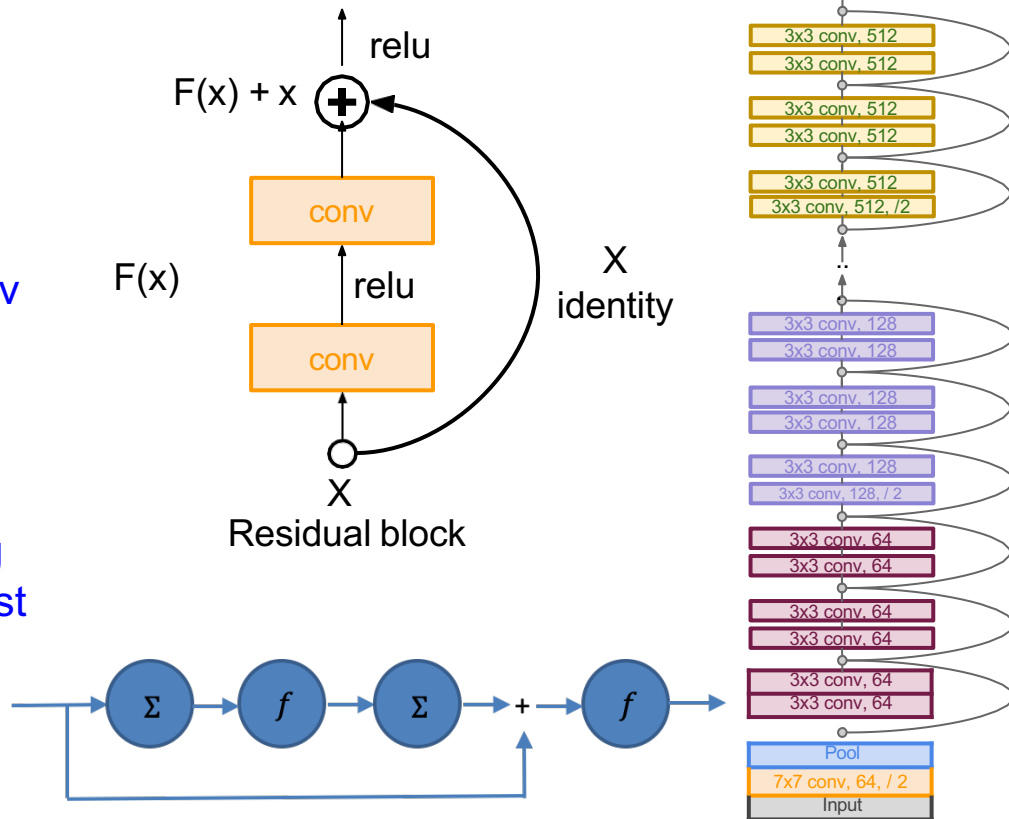 relu
F(x) + x
+
conv
F(x)
relu
X
identity
conv
X
Residual block
v
st
Σ
f
Σ
+
f
3x3 conv, 512
3x3 conv, 512
3x3 conv, 512
3x3 conv, 512
3x3 conv, 512
3x3 conv, 512, /2
..
3x3 conv, 128
3x3 conv, 128
3x3 conv, 128
3x3 conv, 128
3x3 conv, 128
3x3 conv, 128, / 2
3x3 conv, 64
3x3 conv, 64
3x3 conv, 64
3x3 conv, 64
3x3 conv, 64
3x3 conv, 64
Pool
7x7 conv, 64, / 2
Input